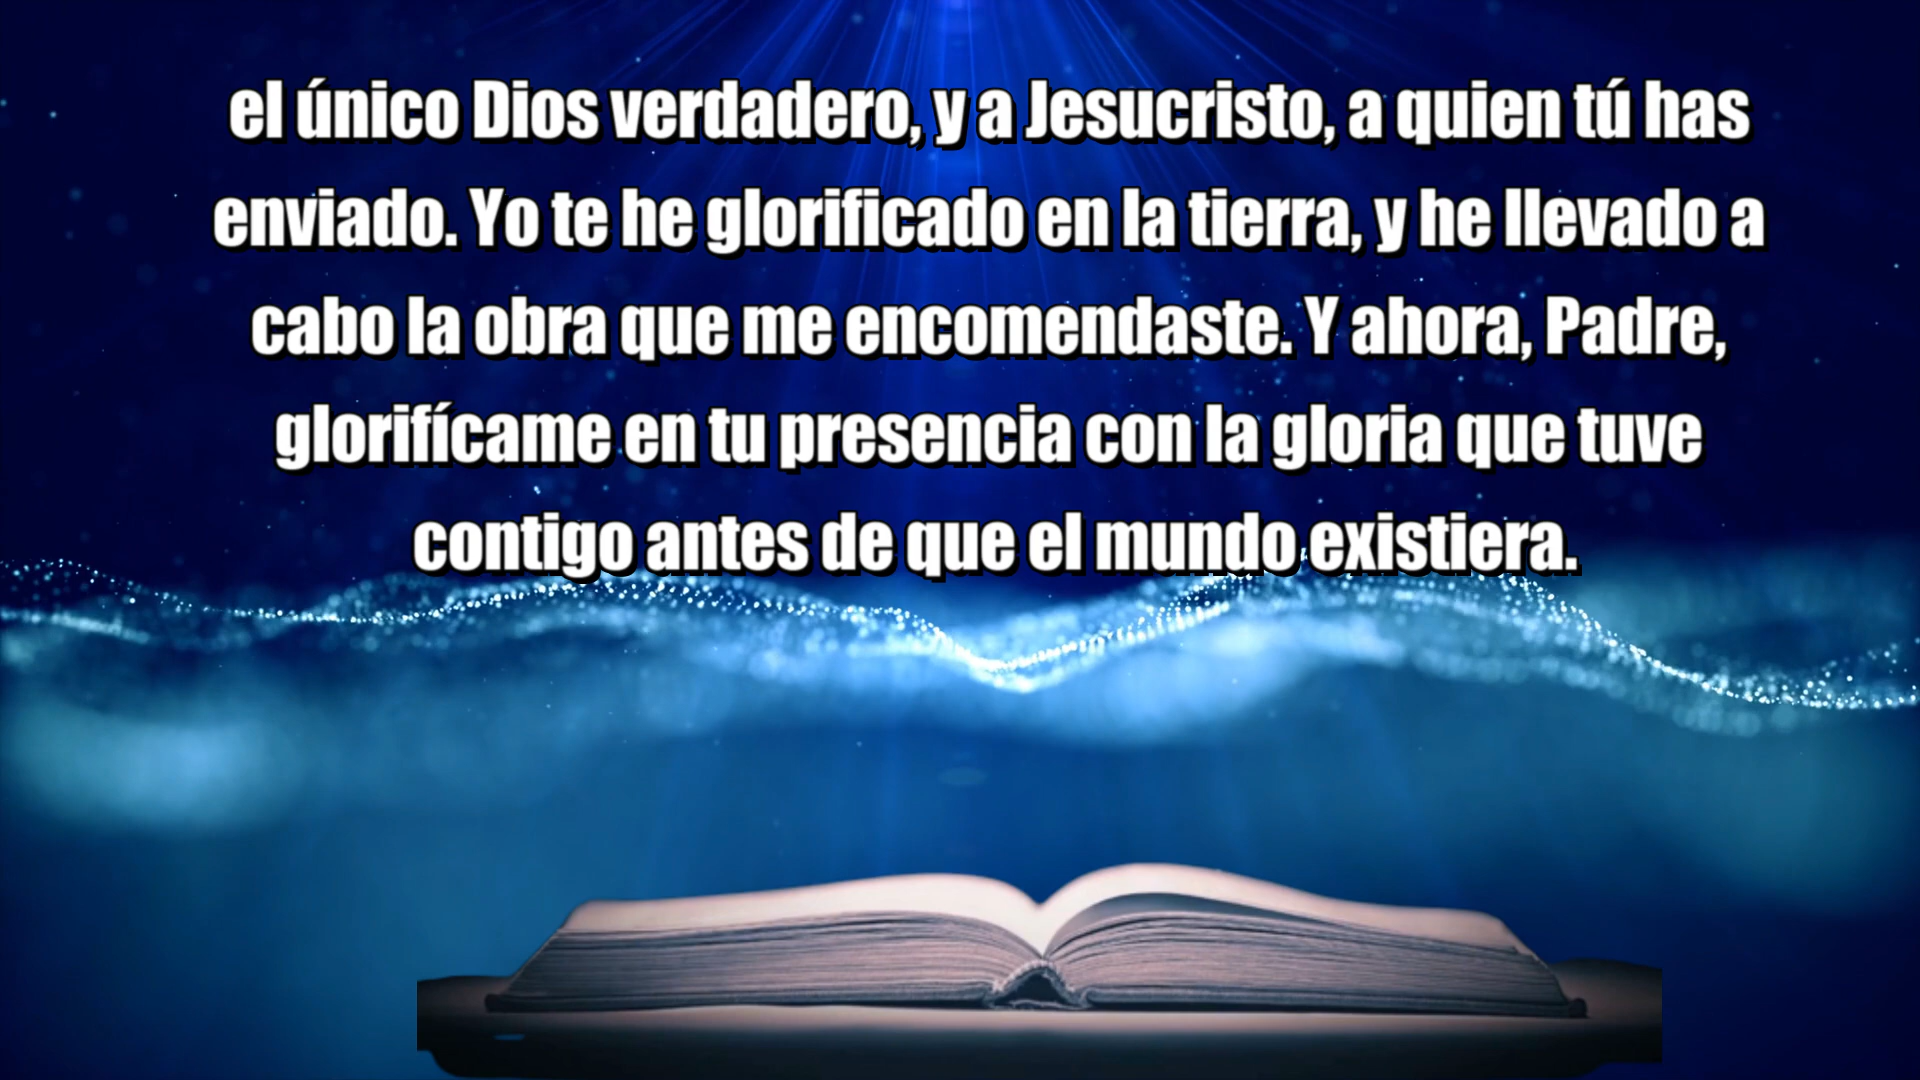 el único Dios verdadero, y a Jesucristo, a quien tú has
enviado. Yo te he glorificado en la tierra, y he llevado a
cabo la obra que me encomendaste. Y ahora, Padre,
glorifícame en tu presencia con la gloria que tuve
contigo antes de que el mundo existiera.